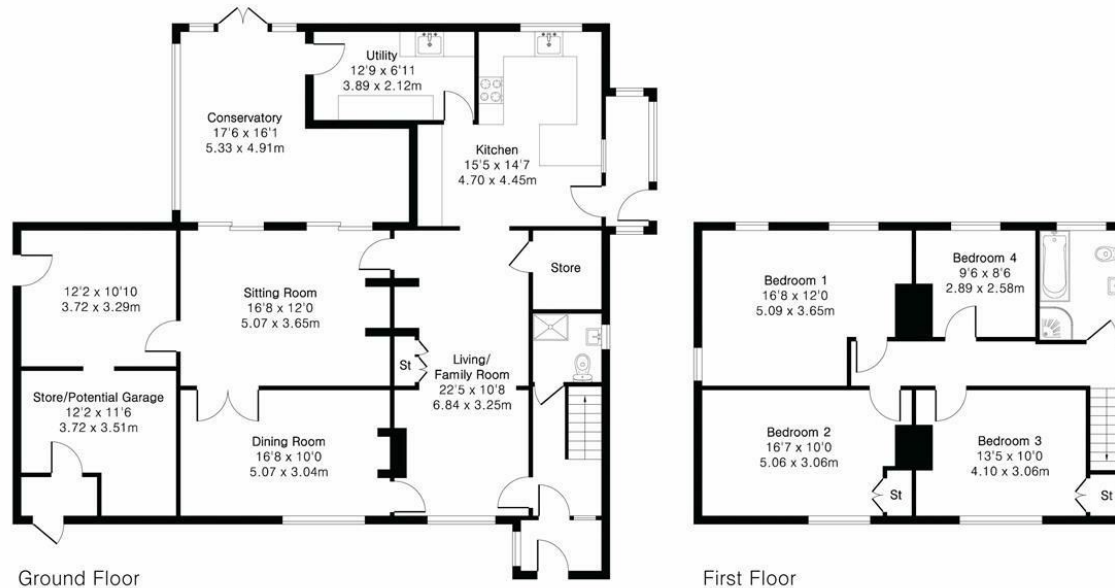 Utility
12'9 x 6'11
3.89 x 2.12m
Conservatory
17'6 x 16'1
5.33 x 4.91m
Kitchen
15'5 x 14'7
4.70 x 4.45m
12'2 x 10'10
3.72 x 3.29m
Sitting Room
16'8 x 12'0
5.07 x 3.65m
Store
St
Living/
Family Room
22'5 x 10'8
6.84 x 3.25m
Store/Potential Garage
12'2 x 11'6
3.72 x 3.51m
Dining Room
16'8 x 10'0
5.07 x 3.04m
Ground Floor
Bedroom 1
16'8 x 12'0
5.09 x 3.65m
Bedroom 4
9'6 x 8'6
2.89 x 2.58m
Bedroom 2
16'7 x 10'0
5.06 x 3.06m
St
Bedroom 3
13'5 x 10'0
4.10 x 3.06m
St
First Floor